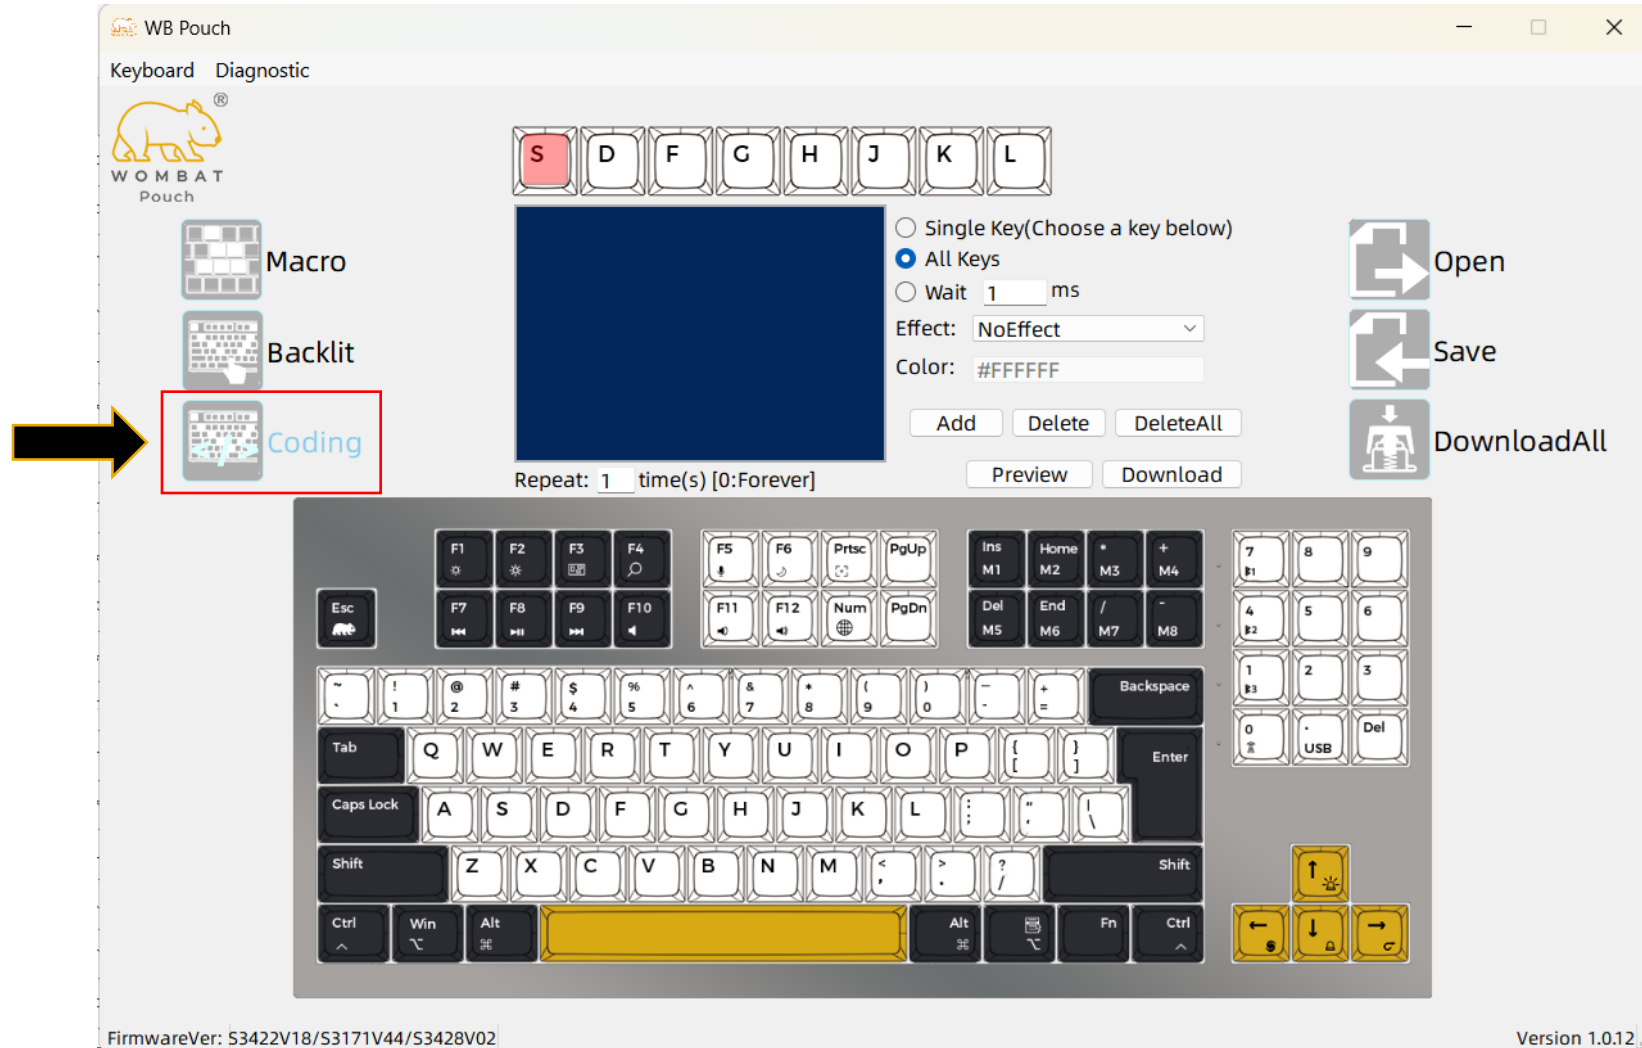 WB Pouch
Keyboard Diagnostic
®
WOMBAT
Pouch
S D F G H J K L
Macro
Backlit
Coding
Single Key(Choose a key below)
All Keys
Wait 1 ms
Effect: NoEffect
Color: #FFFFFF
Add Delete DeleteAll
Preview Download
Repeat: 1 time(s) [0:Forever]
Open
Save
DownloadAll
F1 F2 F3 F4 F5 F6 Prtsc PgUp Ins Home * + 7 8 9
M1 M2 M3 M4 1
Esc F7 F8 F9 F10 F11 F12 Num PgDn Del End / - 4 5 6
M5 M6 M7 M8 2
~ ! @ # $ % ^ & * ( ) _ + Backspace 1 2 3
` 1 2 3 4 5 6 7 8 9 0 - = 3
Tab Q W E R T Y U I O P { } Enter 0 . Del
[ ] USB
Caps Lock A S D F G H J K L : " |
; ' \
Shift Z X C V B N M < > ? Shift ↑
, . /
Ctrl Win Alt Alt Fn Ctrl ← ↓ →
^ ⌥ ⌘ ⌘ ⌥ ^
FirmwareVer: S3422V18/S3171V44/S3428V02
Version 1.0.12